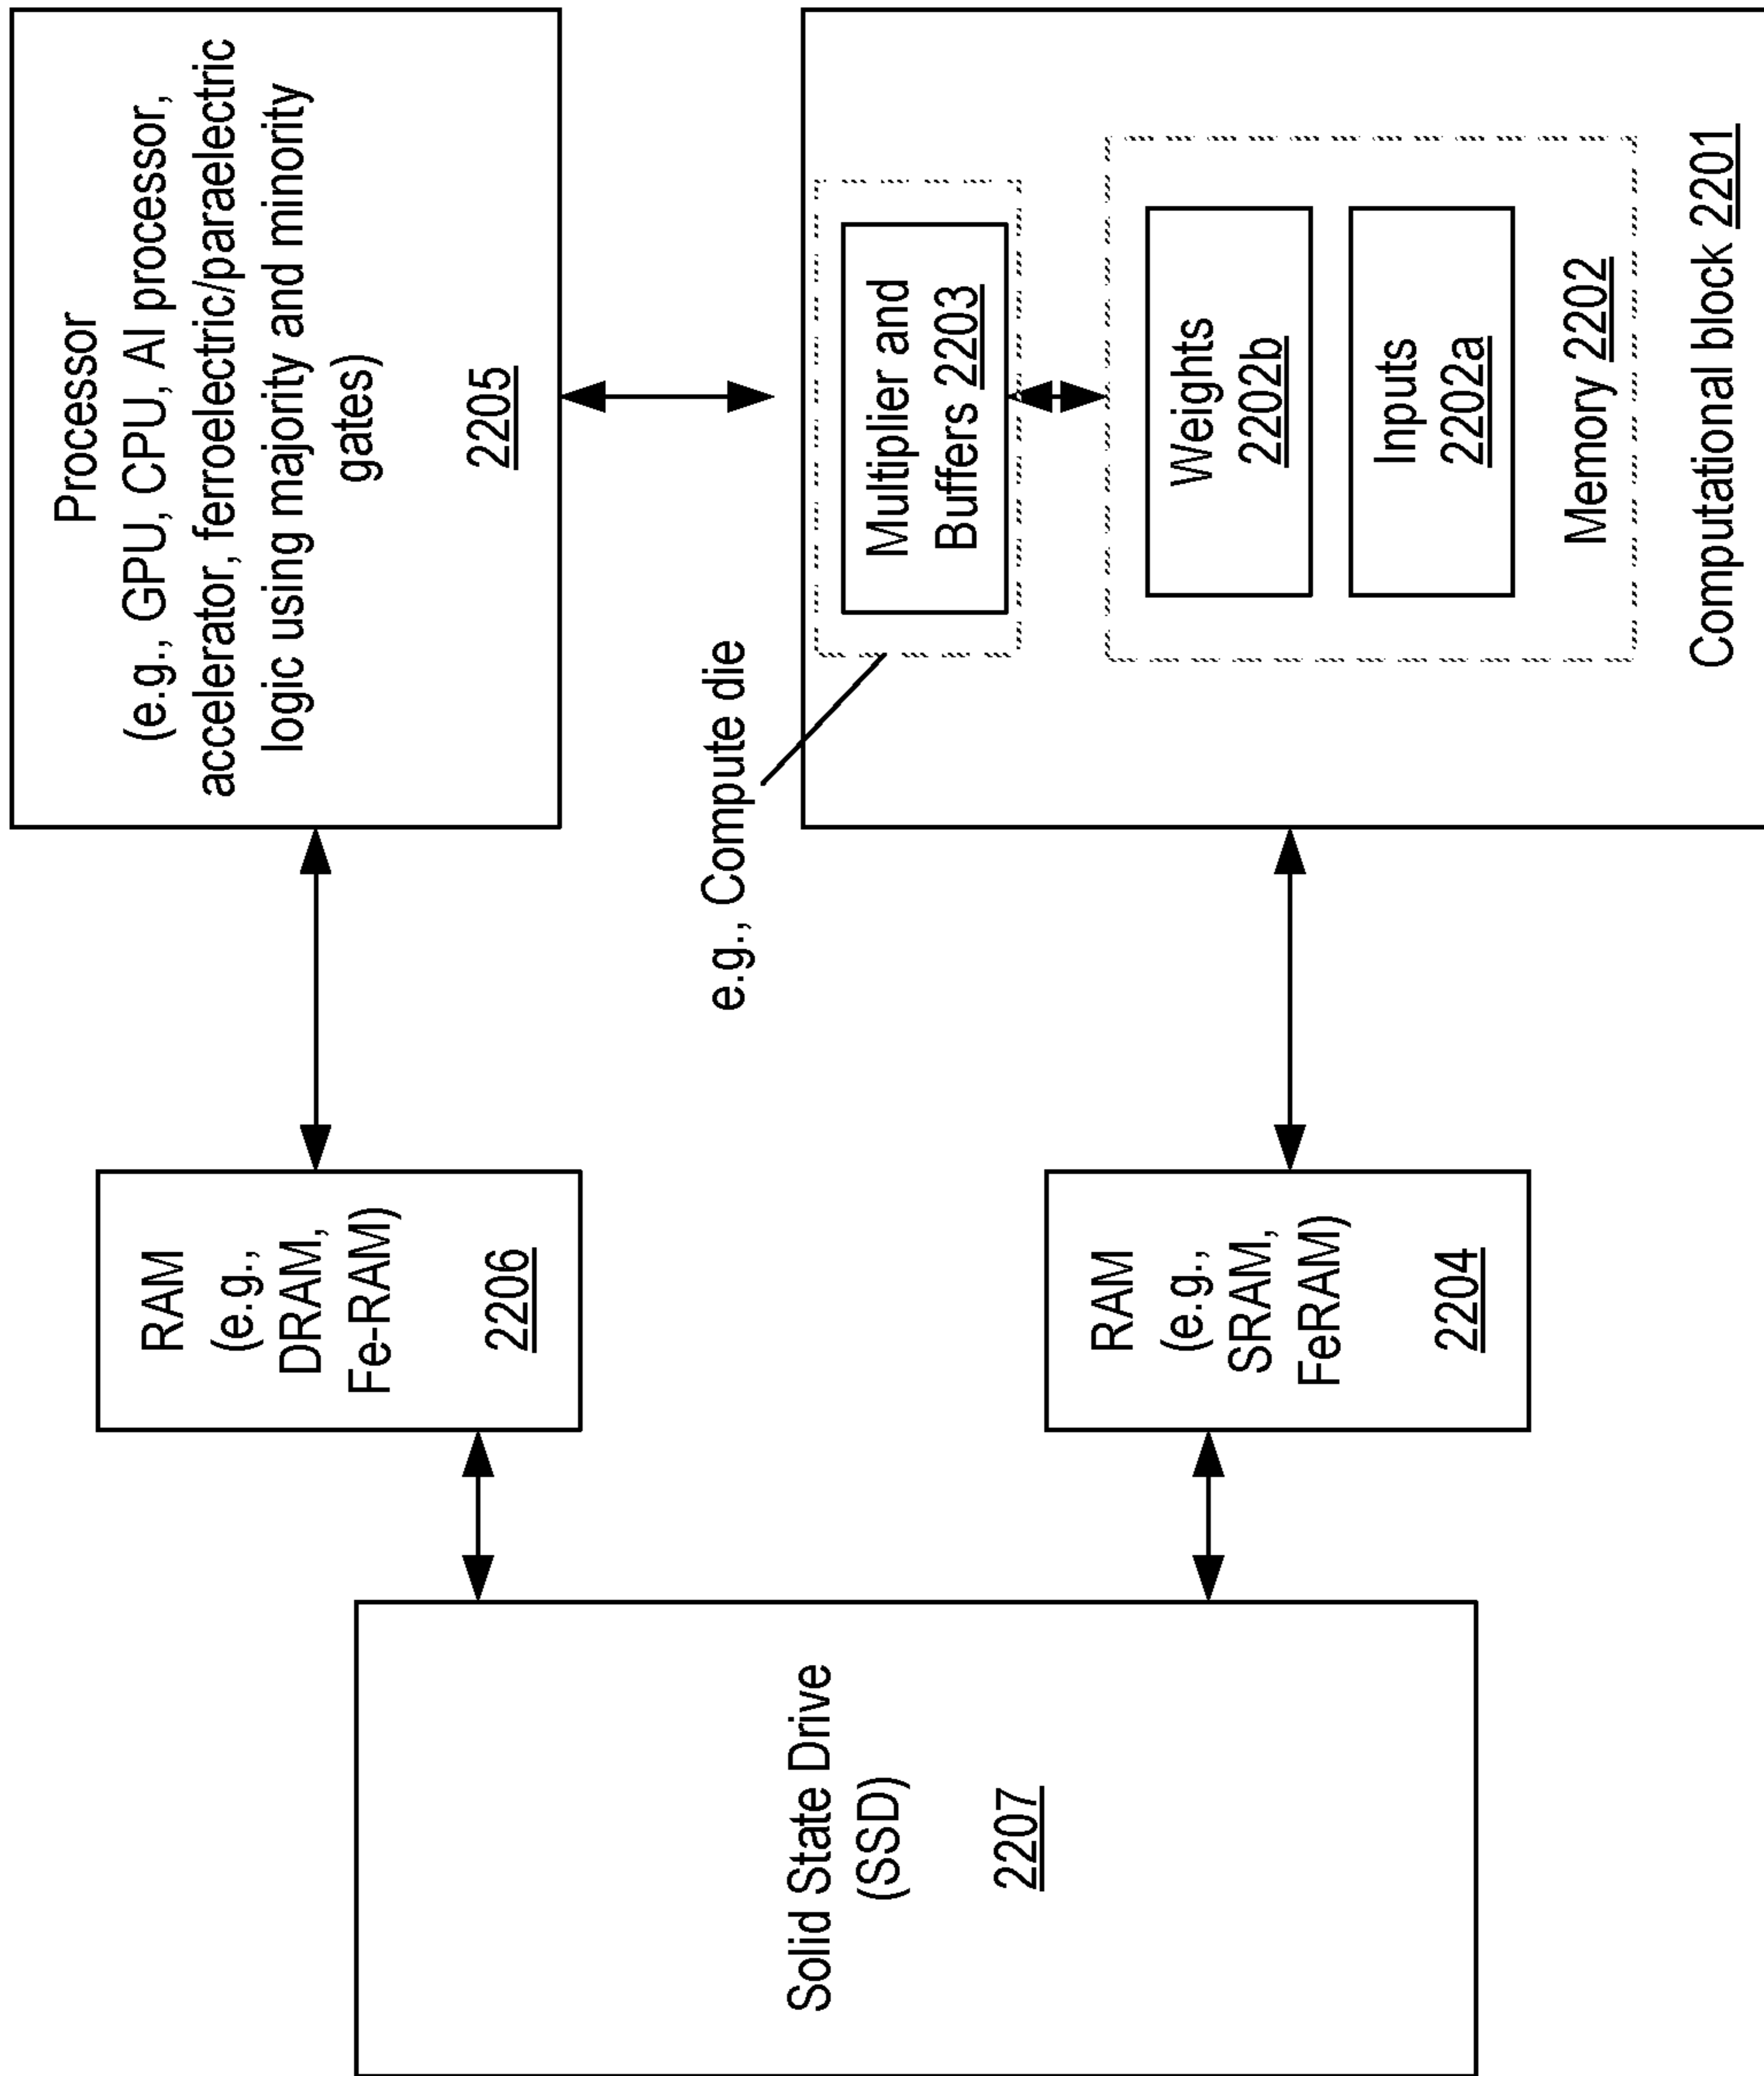 Processor
(e.g., GPU, CPU, AI processor,
accelerator, ferroelectric/paraelectric
logic using majority and minority
gates)
2205
RAM
(e.g.,
DRAM,
Fe-RAM)
2206
Solid State Drive
(SSD)
2207
RAM
(e.g.,
SRAM,
FeRAM)
2204
e.g., Compute die
Multiplier and
Buffers 2203
Weights
2202b
Inputs
2202a
Memory 2202
Computational block 2201